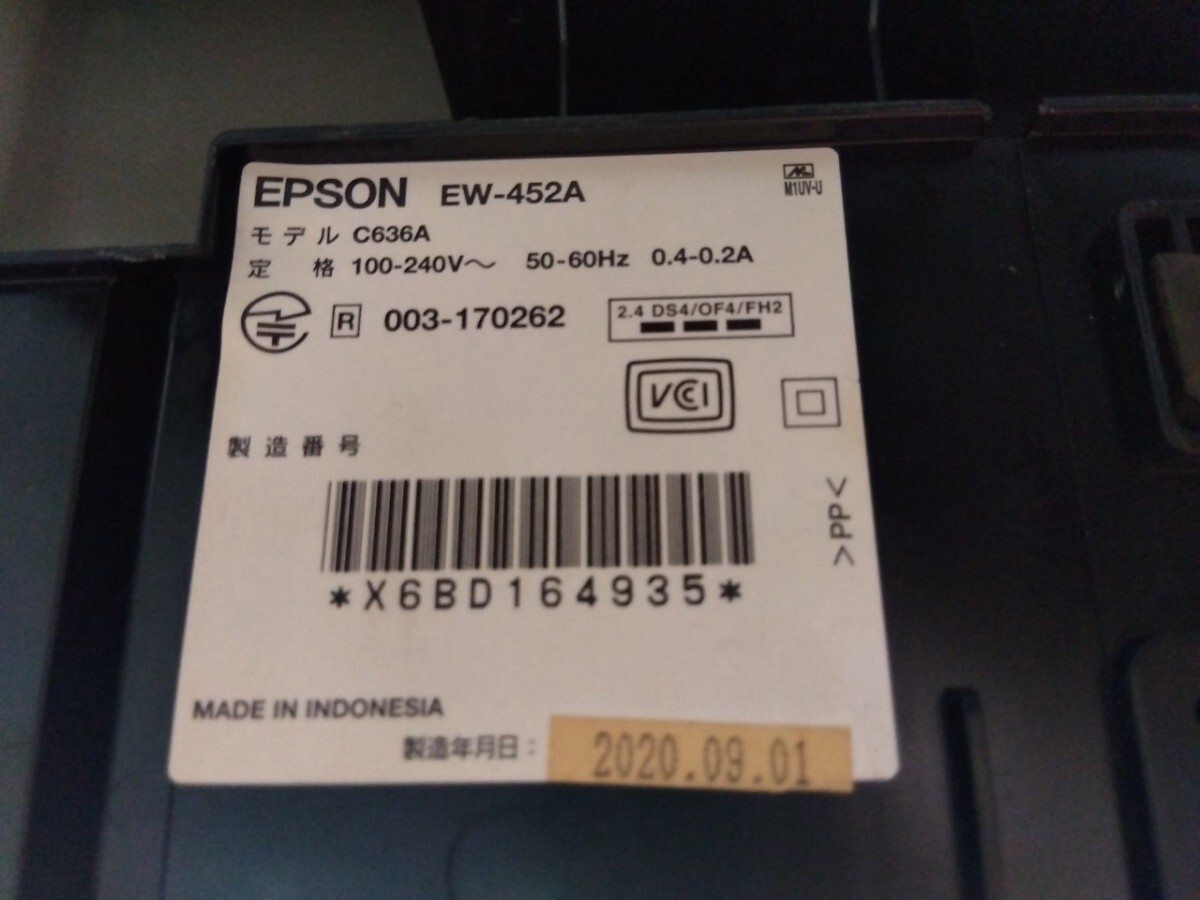 EPSON EW-452A
M1UV-U
モデル C636A
定 格 100-240V～ 50-60Hz 0.4-0.2A
R 003-170262
2.4 DS4/OF4/FH2
VCCI
製造番号
>PP<
*X6BD164935*
MADE IN INDONESIA
製造年月日：2020.09.01